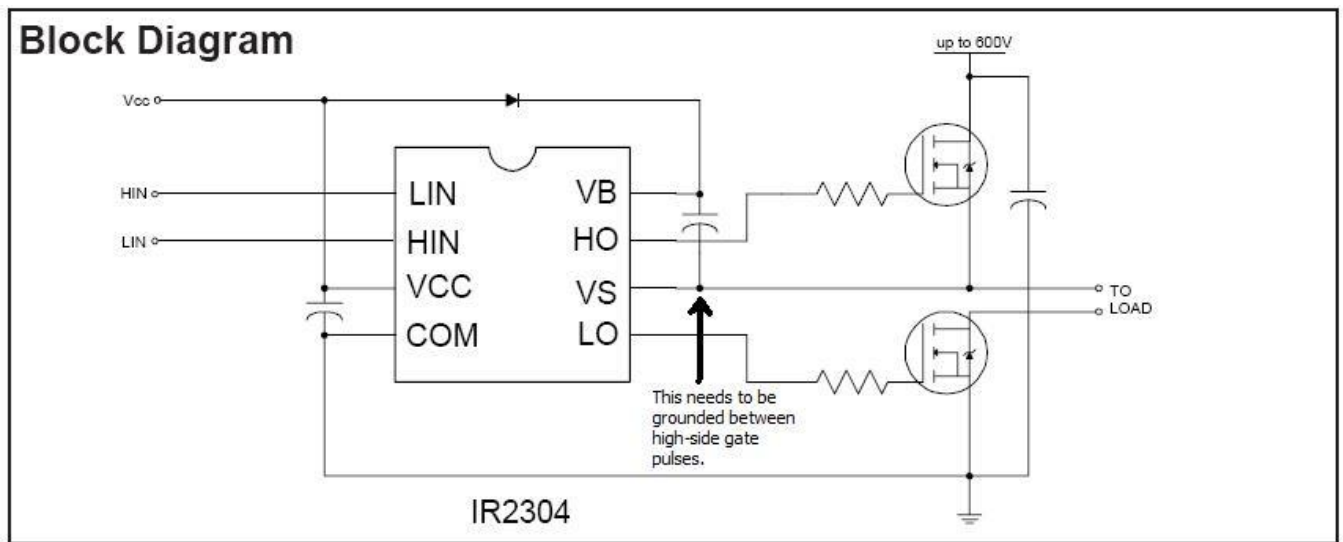 Block Diagram
up to 600V
Vcc
HIN
LIN
LIN
HIN
VCC
COM
VB
HO
VS
LO
TO
LOAD
This needs to be
grounded between
high-side gate
pulses.
IR2304